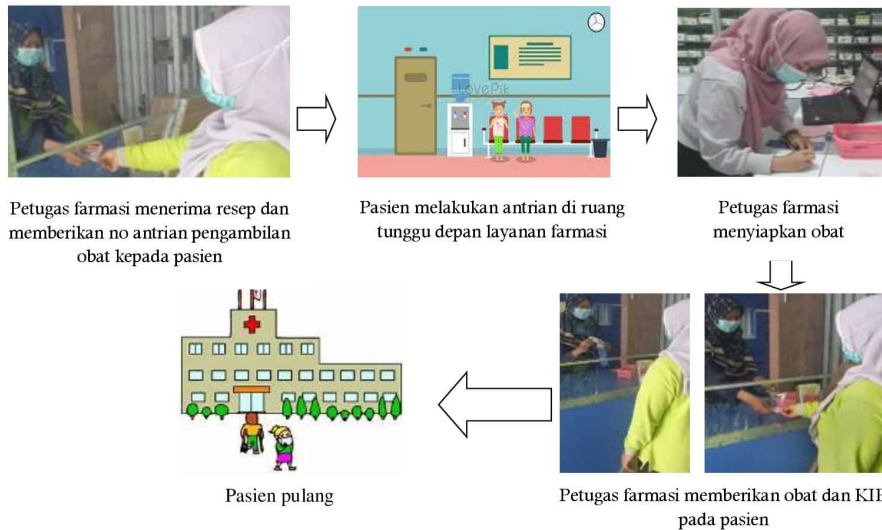 Petugas farmasi menerima resep dan
memberikan no antrian pengambilan
obat kepada pasien
LovePik
Pasien melakukan antrian di ruang
tunggu depan layanan farmasi
Petugas farmasi
menyiapkan obat
Petugas farmasi memberikan obat dan KIE
pada pasien
Pasien pulang